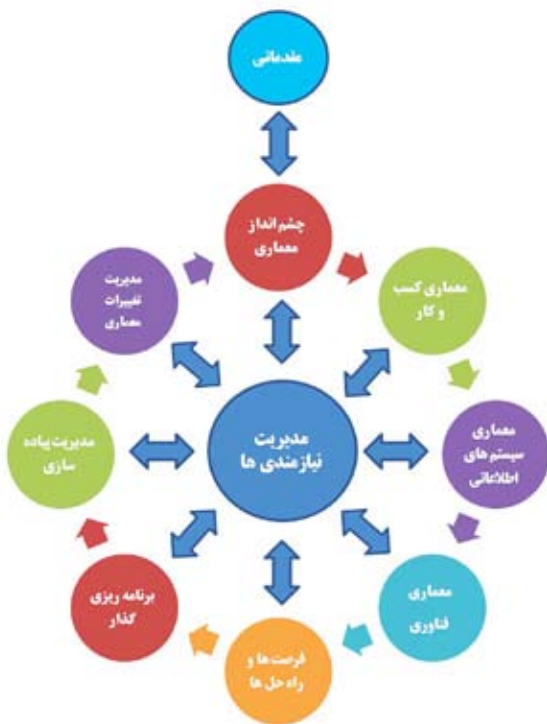 مقدماتی
چشم انداز
معماری
معماری کسب
و کار
معماری
سیستم های
اطلاعاتی
معماری
فناوری
فرصت ها و
راه حل ها
برنامه ریزی
گذار
مدیریت پیاده
سازی
مدیریت
تغییرات
معماری
مدیریت
نیازمندی ها